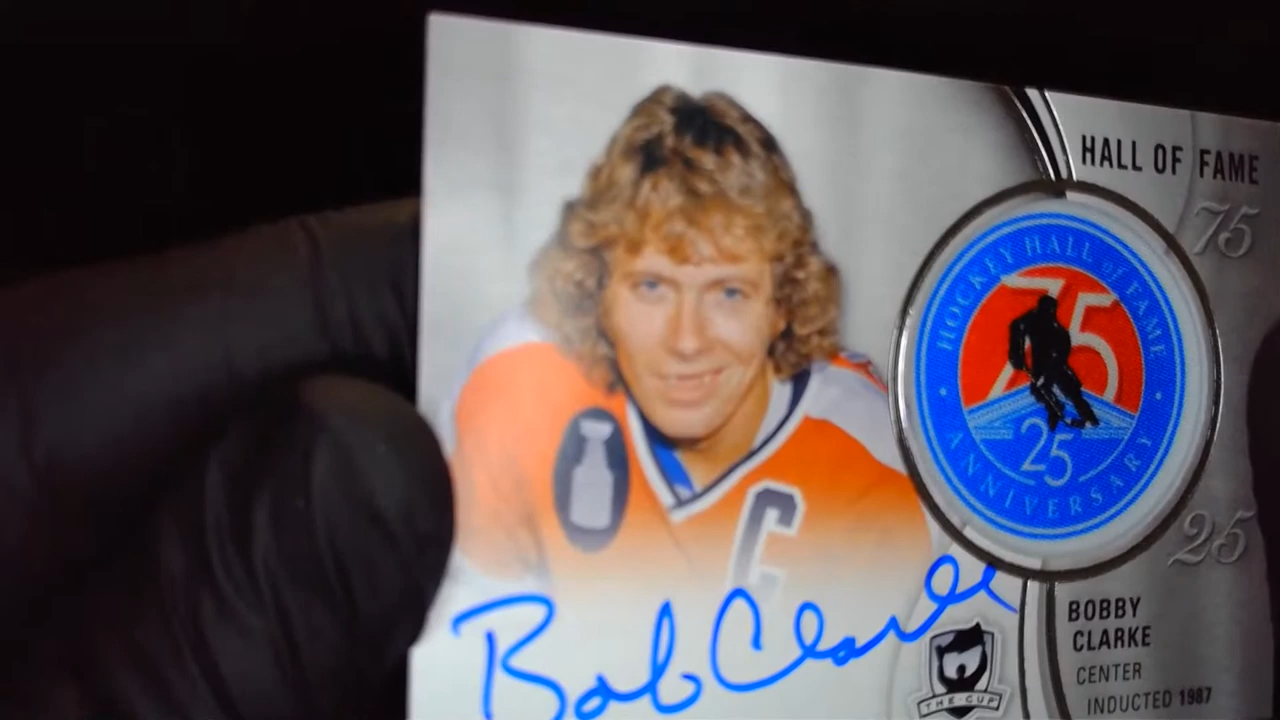 HALL OF FAME
75
HOCKEY HALL of FAME
75
25
ANNIVERSARY
25
C
Bob Clarke
THE CUP
BOBBY
CLARKE
CENTER
INDUCTED 1987